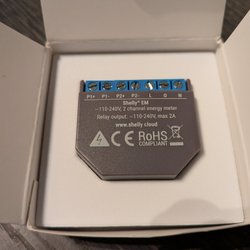 P1+ P1- P2+ P2- L O N
Shelly® EM
~110-240V, 2 channel energy meter
Relay output: ~110-240V, max 2A
www.shelly.cloud
CE RoHS
COMPLIANT